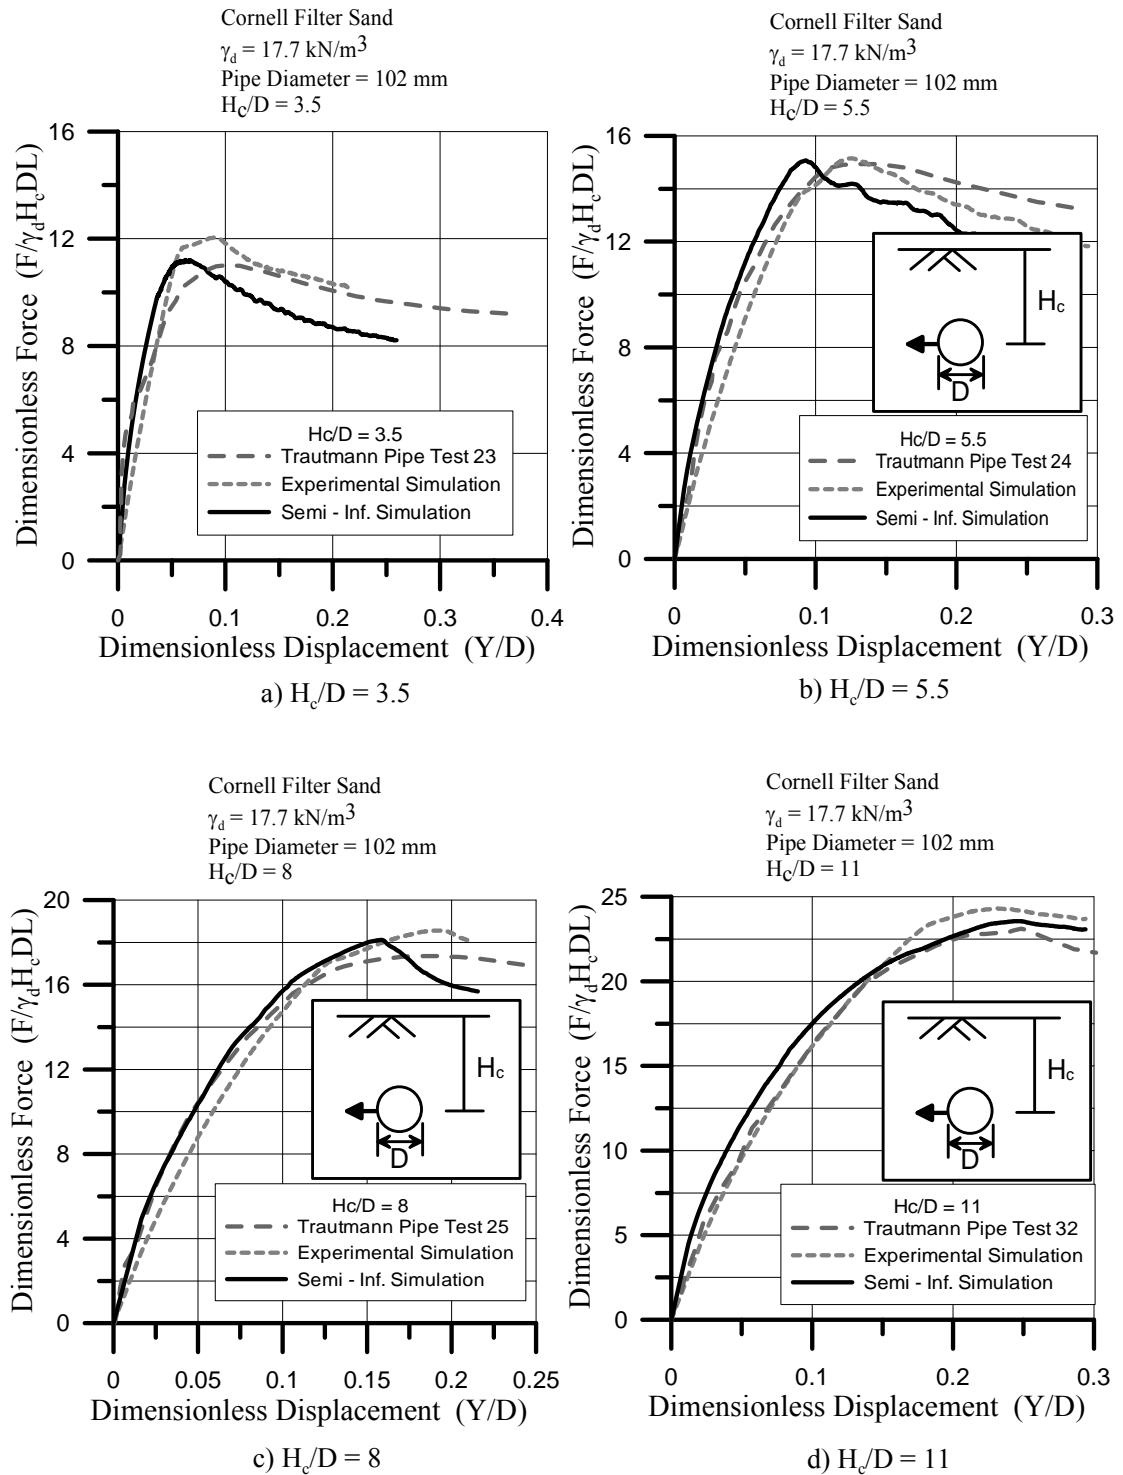 Cornell Filter Sand
γd = 17.7 kN/m3
Pipe Diameter = 102 mm
Hc/D = 3.5
16
12
8
4
0
Dimensionless Force (F/γdHcDL)
Hc/D = 3.5
Trautmann Pipe Test 23
Experimental Simulation
Semi - Inf. Simulation
0 0.1 0.2 0.3 0.4
Dimensionless Displacement (Y/D)
a) Hc/D = 3.5
Cornell Filter Sand
γd = 17.7 kN/m3
Pipe Diameter = 102 mm
Hc/D = 5.5
16
12
8
4
0
Dimensionless Force (F/γdHcDL)
Hc
D
Hc/D = 5.5
Trautmann Pipe Test 24
Experimental Simulation
Semi - Inf. Simulation
0 0.1 0.2 0.3
Dimensionless Displacement (Y/D)
b) Hc/D = 5.5
Cornell Filter Sand
γd = 17.7 kN/m3
Pipe Diameter = 102 mm
Hc/D = 8
20
16
12
8
4
0
Dimensionless Force (F/γdHcDL)
Hc
D
Hc/D = 8
Trautmann Pipe Test 25
Experimental Simulation
Semi - Inf. Simulation
0 0.05 0.1 0.15 0.2 0.25
Dimensionless Displacement (Y/D)
c) Hc/D = 8
Cornell Filter Sand
γd = 17.7 kN/m3
Pipe Diameter = 102 mm
Hc/D = 11
25
20
15
10
5
0
Dimensionless Force (F/γdHcDL)
Hc
D
Hc/D = 11
Trautmann Pipe Test 32
Experimental Simulation
Semi - Inf. Simulation
0 0.1 0.2 0.3
Dimensionless Displacement (Y/D)
d) Hc/D = 11